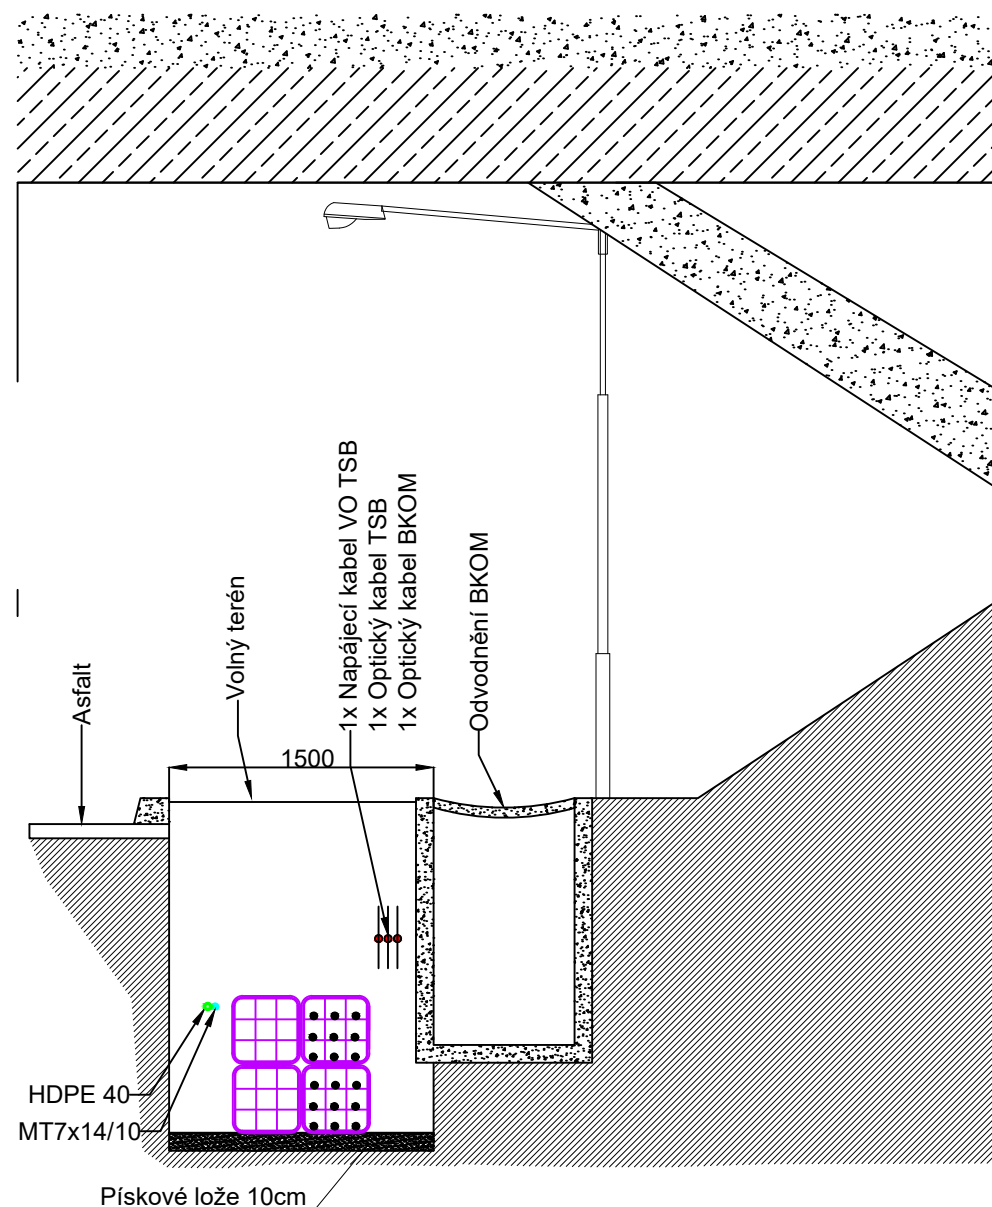 1x Napájecí kabel VO TSB
1x Optický kabel TSB
1x Optický kabel BKOM
Odvodnění BKOM
Volný terén
Asfalt
1500
HDPE 40
MT7x14/10
Pískové lože 10cm